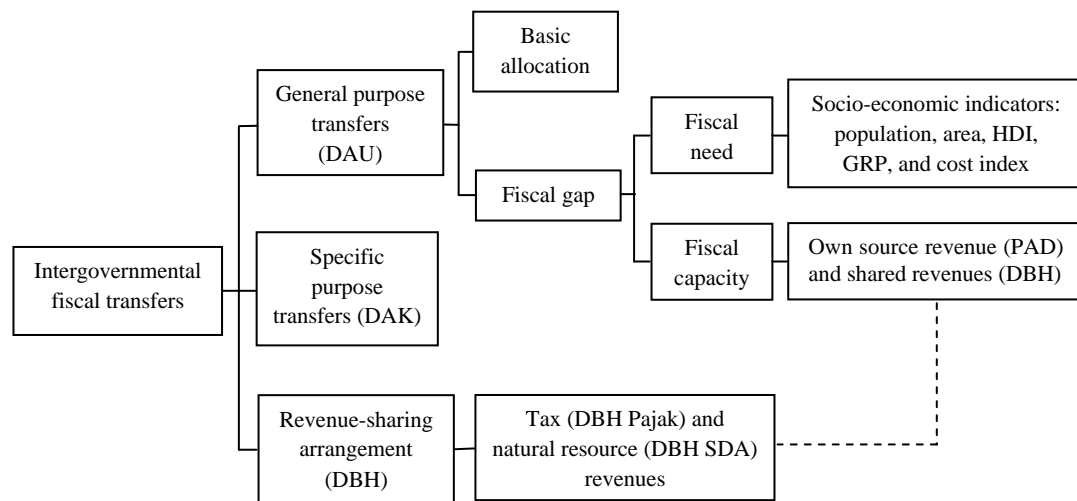 Intergovernmental
fiscal transfers
General purpose
transfers
(DAU)
Basic
allocation
Fiscal gap
Fiscal
need
Socio-economic indicators:
population, area, HDI,
GRP, and cost index
Fiscal
capacity
Own source revenue (PAD)
and shared revenues (DBH)
Specific
purpose
transfers (DAK)
Revenue-sharing
arrangement
(DBH)
Tax (DBH Pajak) and
natural resource (DBH SDA)
revenues